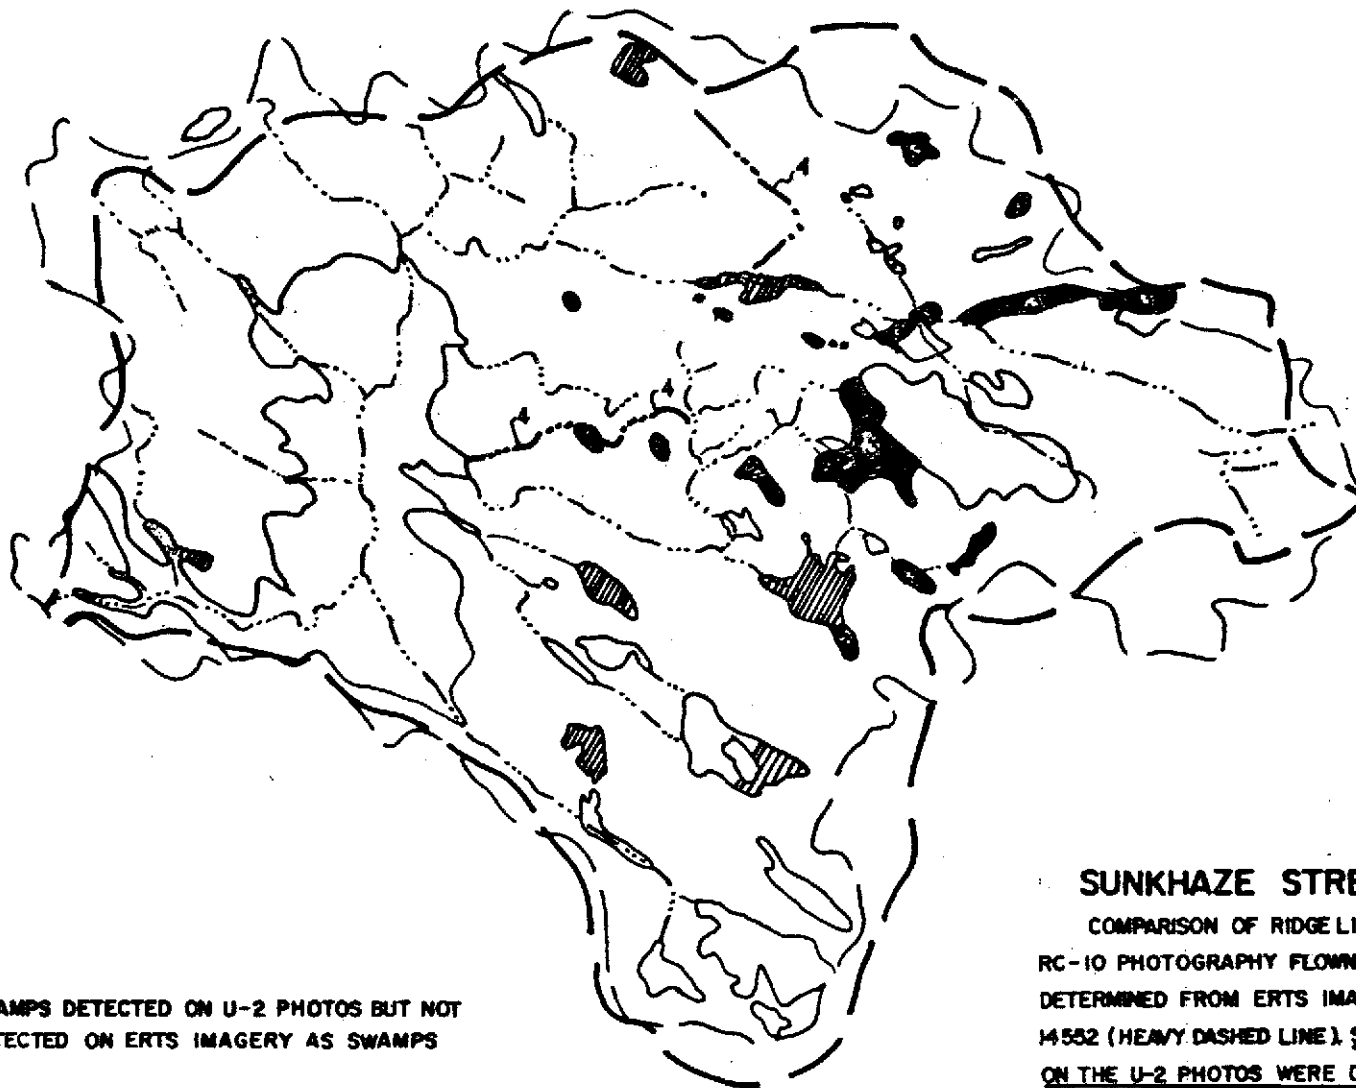 4
4
4
SUNKHAZE STRE
COMPARISON OF RIDGE LI
RC-10 PHOTOGRAPHY FLOWN
DETERMINED FROM ERTS IMA
14552 (HEAVY DASHED LINE).
ON THE U-2 PHOTOS WERE
AMPS DETECTED ON U-2 PHOTOS BUT NOT
TECTED ON ERTS IMAGERY AS SWAMPS